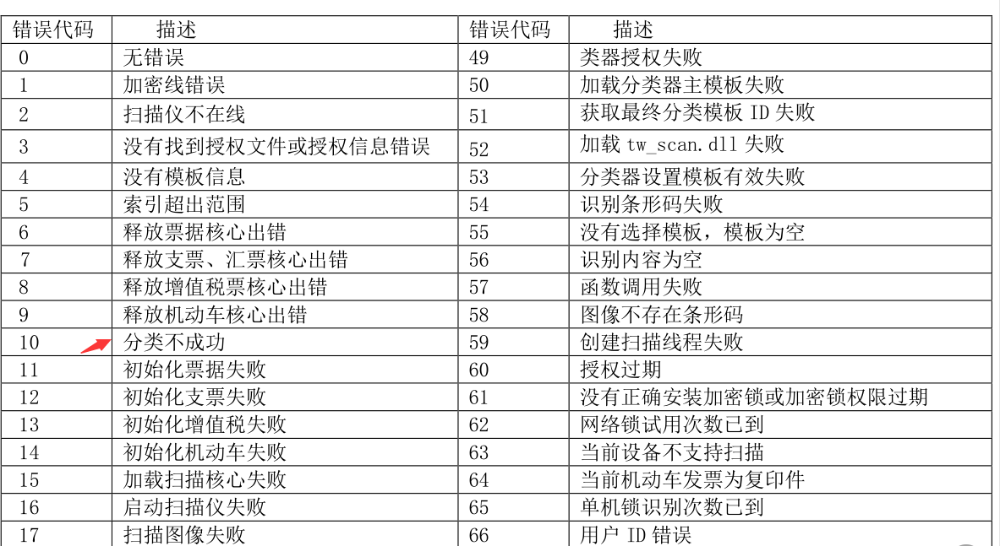 错误代码 描述 错误代码 描述
0 无错误 49 类器授权失败
1 加密线错误 50 加载分类器主模板失败
2 扫描仪不在线 51 获取最终分类模板 ID 失败
3 没有找到授权文件或授权信息错误 52 加载 tw_scan.dll 失败
4 没有模板信息 53 分类器设置模板有效失败
5 索引超出范围 54 识别条形码失败
6 释放票据核心出错 55 没有选择模板，模板为空
7 释放支票、汇票核心出错 56 识别内容为空
8 释放增值税票核心出错 57 函数调用失败
9 释放机动车核心出错 58 图像不存在条形码
10 分类不成功 59 创建扫描线程失败
11 初始化票据失败 60 授权过期
12 初始化支票失败 61 没有正确安装加密锁或加密锁权限过期
13 初始化增值税失败 62 网络锁试用次数已到
14 初始化机动车失败 63 当前设备不支持扫描
15 加载扫描核心失败 64 当前机动车发票为复印件
16 启动扫描仪失败 65 单机锁识别次数已到
17 扫描图像失败 66 用户 ID 错误